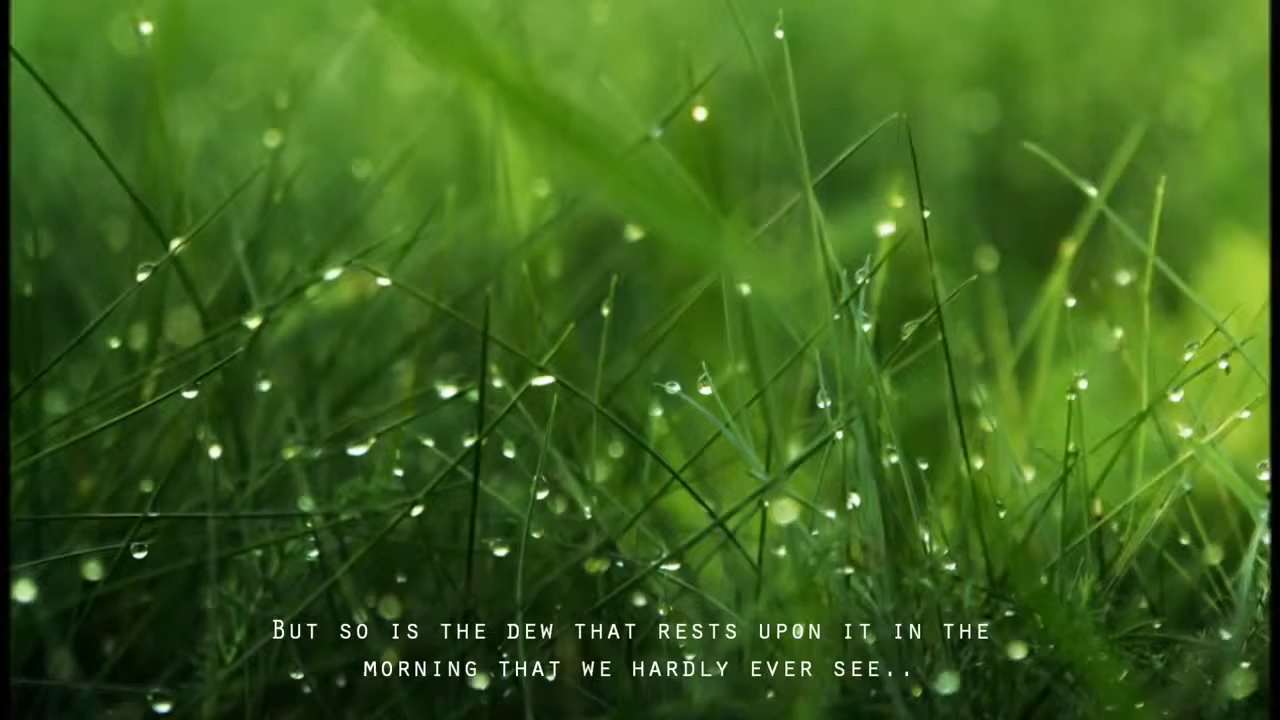 But so is the dew that rests upon it in the
morning that we hardly ever see..